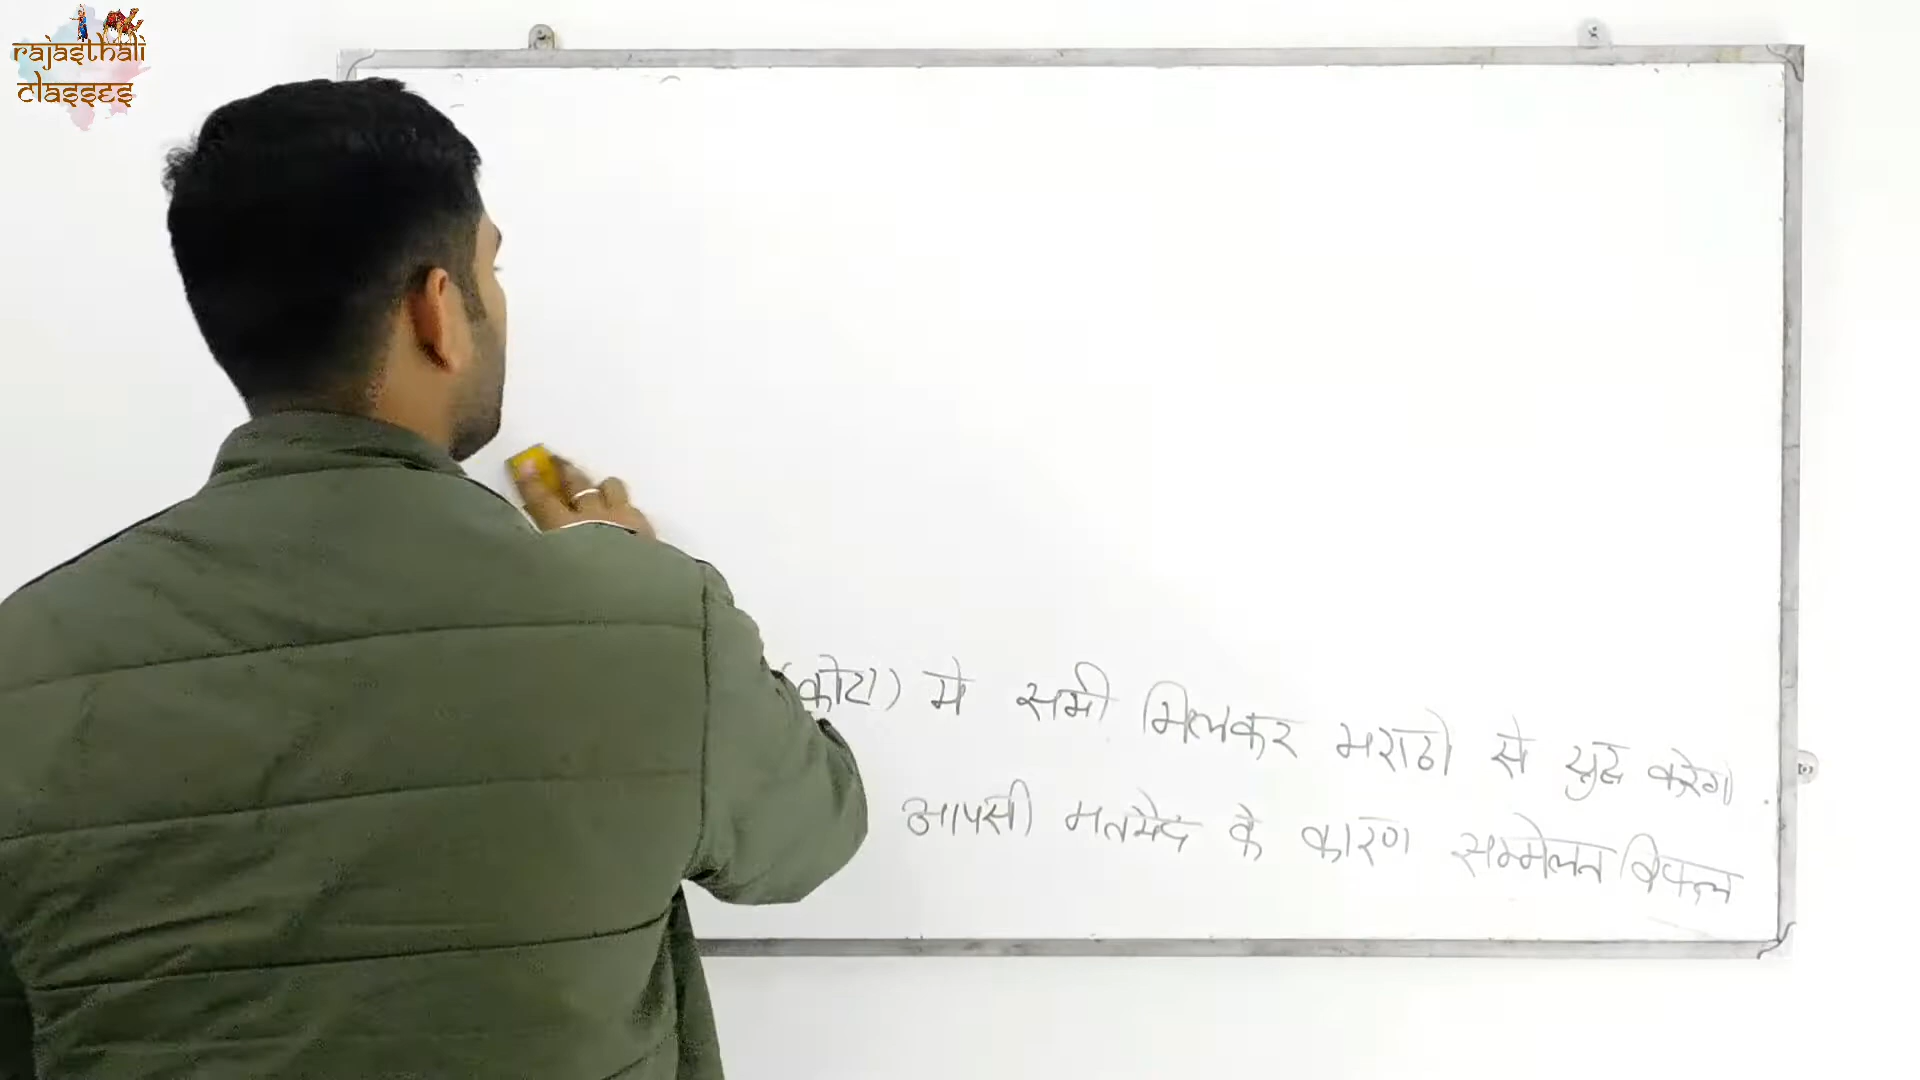 rajasthali
classes
(कोटा) में सभी मिलकर मराठो से युद्ध करेगे
आपसी मतभेद के कारण सम्मेलन विफल